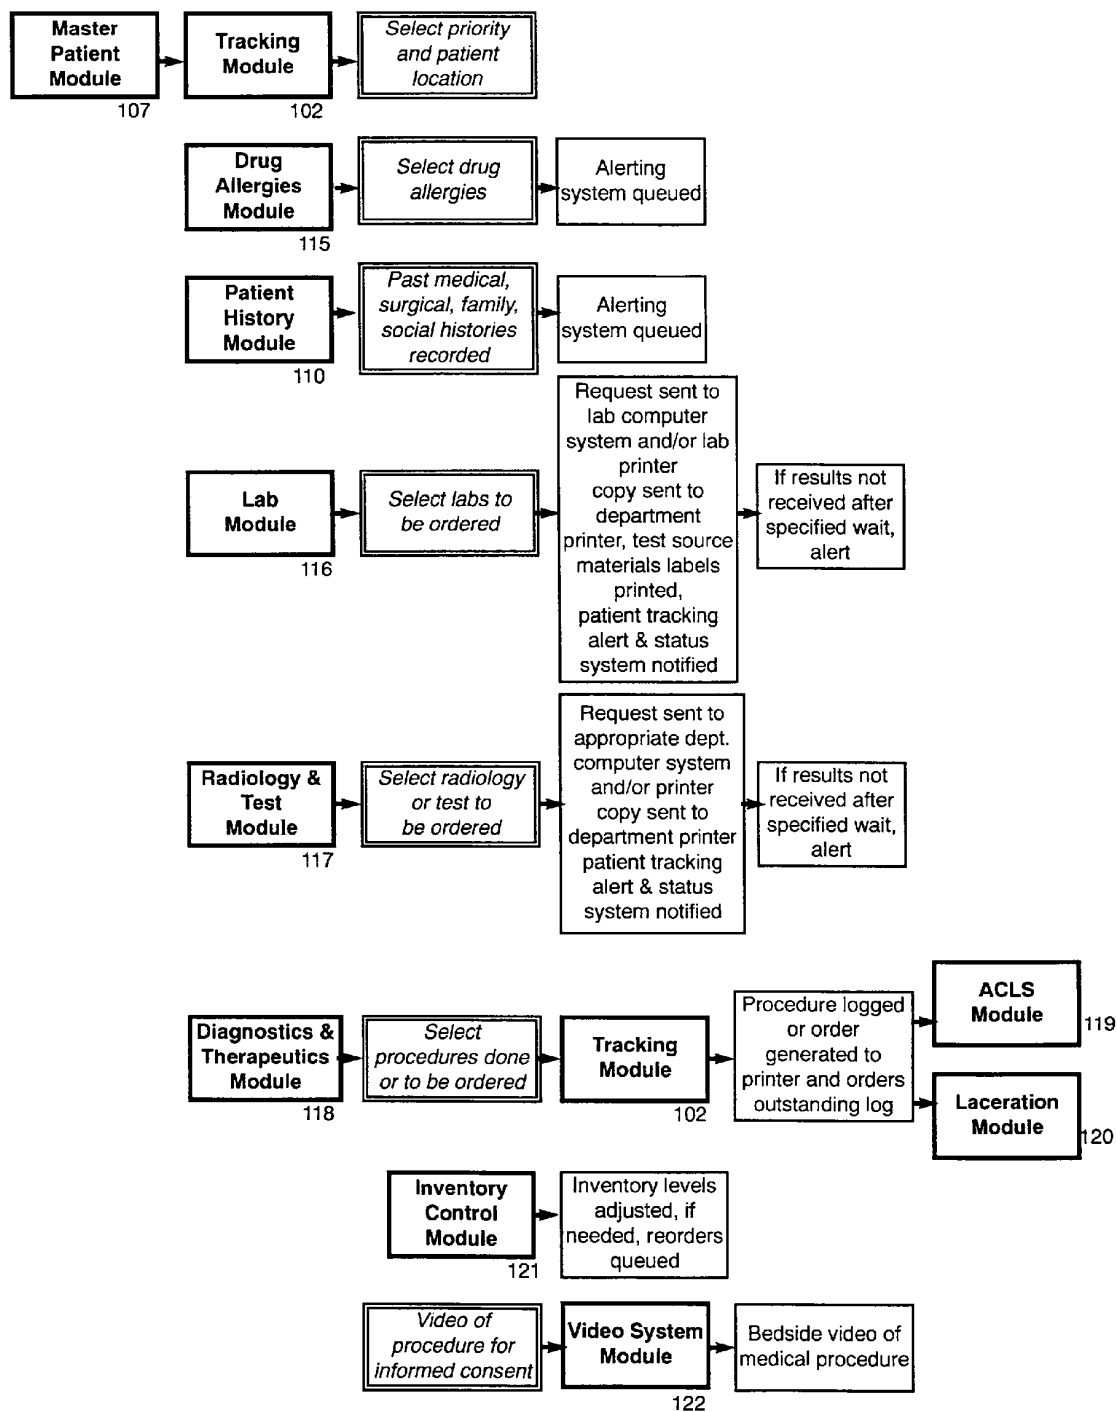 Master
Patient
Module
107
Tracking
Module
102
Select priority
and patient
location
Drug
Allergies
Module
115
Select drug
allergies
Alerting
system queued
Patient
History
Module
110
Past medical,
surgical, family,
social histories
recorded
Alerting
system queued
Lab
Module
116
Select labs to
be ordered
Request sent to
lab computer
system and/or lab
printer
copy sent to
department
printer, test source
materials labels
printed,
patient tracking
alert & status
system notified
If results not
received after
specified wait,
alert
Radiology &
Test
Module
117
Select radiology
or test to
be ordered
Request sent to
appropriate dept.
computer system
and/or printer
copy sent to
department printer
patient tracking
alert & status
system notified
If results not
received after
specified wait,
alert
Diagnostics &
Therapeutics
Module
118
Select
procedures done
or to be ordered
Tracking
Module
102
Procedure logged
or order
generated to
printer and orders
outstanding log
ACLS
Module
119
Laceration
Module
120
Inventory
Control
Module
121
Inventory levels
adjusted, if
needed, reorders
queued
Video of
procedure for
informed consent
Video System
Module
122
Bedside video of
medical procedure